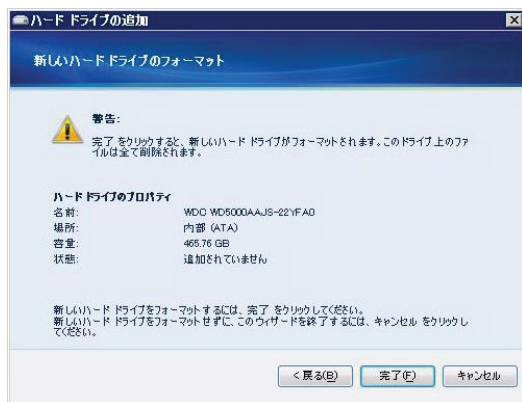 ハード ドライブの追加
新しいハード ドライブのフォーマット
警告:
完了 をクリックすると、新しいハード ドライブがフォーマットされます。このドライブ上のファ
イルは全て削除されます。
ハード ドライブのプロパティ
名前: WDC WD5000AAJS-22YFA0
場所: 内部 (ATA)
容量: 465.76 GB
状態: 追加されていません
新しいハード ドライブをフォーマットするには、完了 をクリックしてください。
新しいハード ドライブをフォーマットせずに、このウィザードを終了するには、キャンセル をクリックし
てください。
< 戻る(B) 完了(F) キャンセル